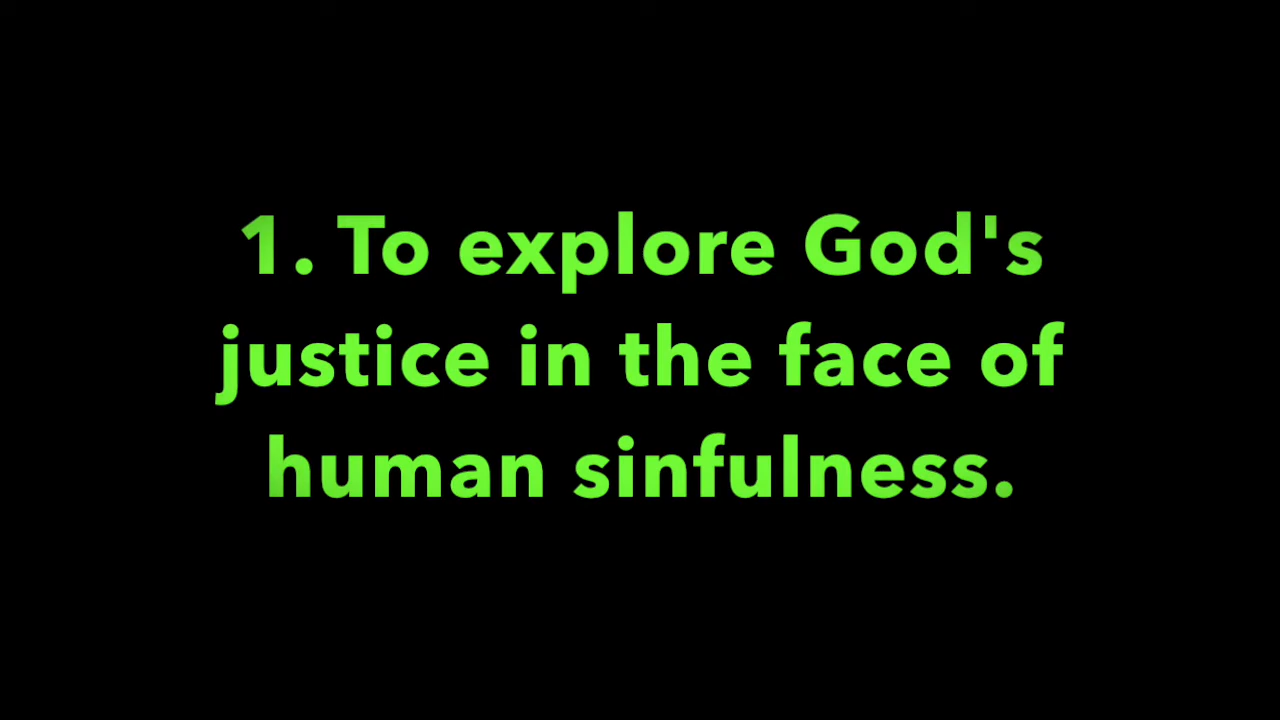 1. To explore God's
justice in the face of
human sinfulness.